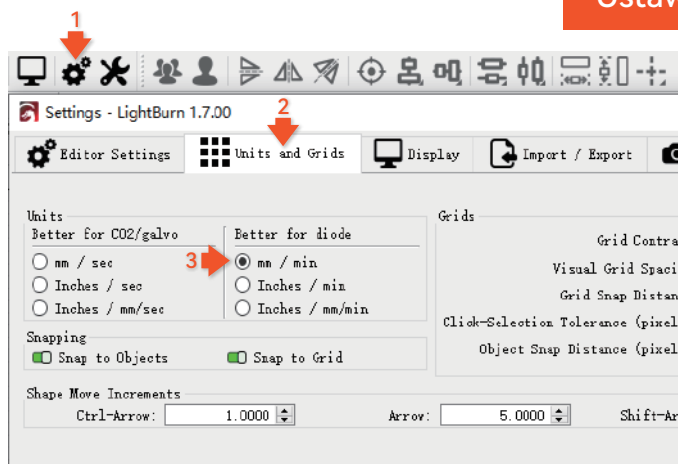 Ustaw
1
Settings - LightBurn 1.7.00
2
Editor Settings
Units and Grids
Display
Import / Export
Units
Grids
Better for CO2/galvo
Better for diode
Grid Contra
mm / sec
3
mm / min
Visual Grid Spaci
Inches / sec
Inches / min
Grid Snap Distan
Inches / mm/sec
Inches / mm/min
Click-Selection Tolerance (pixel
Snapping
Object Snap Distance (pixel
Snap to Objects
Snap to Grid
Shape Move Increments
Ctrl-Arrow:
1.0000
Arrow:
5.0000
Shift-Ar